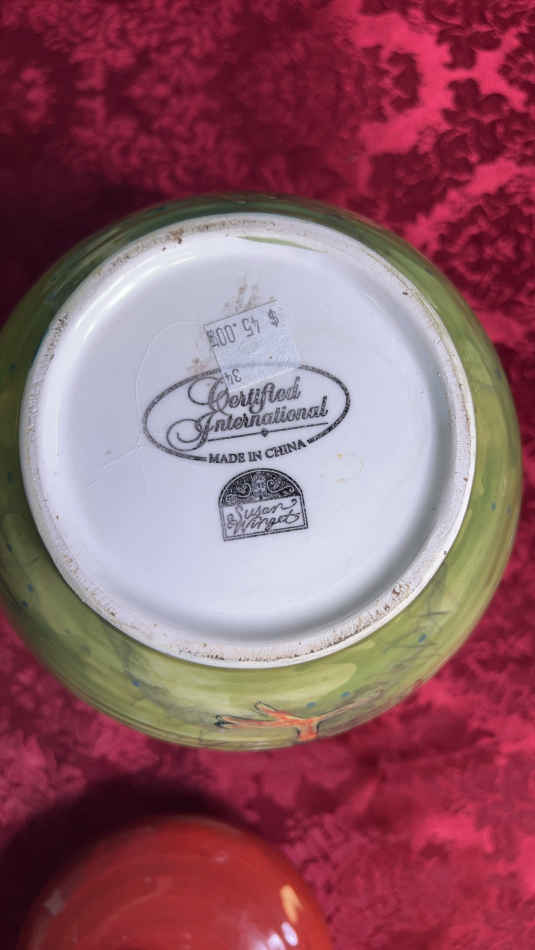 $ 45.00
34
Certified
International
MADE IN CHINA
Susan
Winget